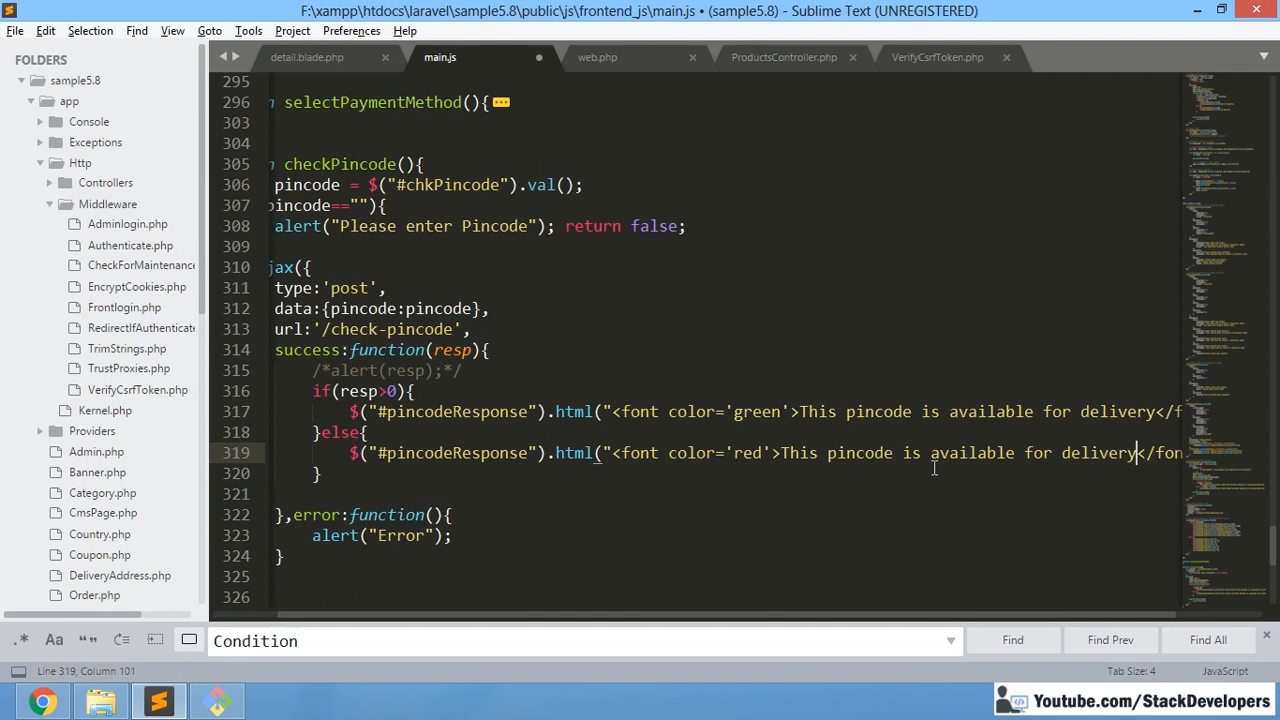 F:\xampp\htdocs\laravel\sample5.8\public\js\frontend_js\main.js • (sample5.8) - Sublime Text (UNREGISTERED)
File Edit Selection Find View Goto Tools Project Preferences Help
FOLDERS
sample5.8
app
Console
Exceptions
Http
Controllers
Middleware
Adminlogin.php
Authenticate.php
CheckForMaintenance
EncryptCookies.php
Frontlogin.php
RedirectIfAuthenticate
TrimStrings.php
TrustProxies.php
VerifyCsrfToken.php
Kernel.php
Providers
Admin.php
Banner.php
Category.php
CmsPage.php
Country.php
Coupon.php
DeliveryAddress.php
Order.php
detail.blade.php main.js web.php ProductsController.php VerifyCsrfToken.php
295
296 n selectPaymentMethod(){
303
304
305 n checkPincode(){
306 pincode = $("#chkPincode").val();
307 pincode==""){
308 alert("Please enter Pincode"); return false;
309
310 jax({
311 type:'post',
312 data:{pincode:pincode},
313 url:'/check-pincode',
314 success:function(resp){
315 /*alert(resp);*/
316 if(resp>0){
317 $("#pincodeResponse").html("<font color='green'>This pincode is available for delivery</f
318 }else{
319 $("#pincodeResponse").html("<font color='red'>This pincode is available for delivery</fon
320 }
321
322 },error:function(){
323 alert("Error");
324 }
325
326
.* Aa “” Condition Find Find Prev Find All
Line 319, Column 101 Tab Size: 4 JavaScript
Youtube.com/StackDevelopers